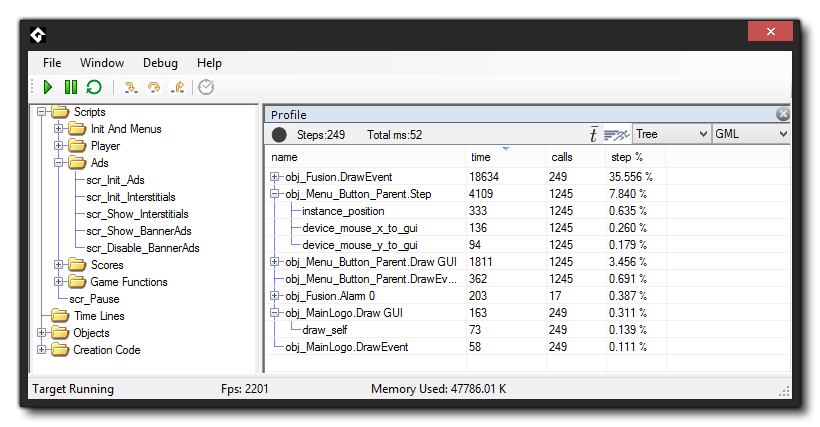 File Window Debug Help
Scripts
Init And Menus
Player
Ads
scr_Init_Ads
scr_Init_Interstitials
scr_Show_Interstitials
scr_Show_BannerAds
scr_Disable_BannerAds
Scores
Game Functions
scr_Pause
Time Lines
Objects
Creation Code
Profile
Steps:249 Total ms:52 t Tree GML
name time calls step %
obj_Fusion.DrawEvent 18634 249 35.556 %
obj_Menu_Button_Parent.Step 4109 1245 7.840 %
instance_position 333 1245 0.635 %
device_mouse_x_to_gui 136 1245 0.260 %
device_mouse_y_to_gui 94 1245 0.179 %
obj_Menu_Button_Parent.Draw GUI 1811 1245 3.456 %
obj_Menu_Button_Parent.DrawEv... 362 1245 0.691 %
obj_Fusion.Alarm 0 203 17 0.387 %
obj_MainLogo.Draw GUI 163 249 0.311 %
draw_self 73 249 0.139 %
obj_MainLogo.DrawEvent 58 249 0.111 %
Target Running Fps: 2201 Memory Used: 47786.01 K